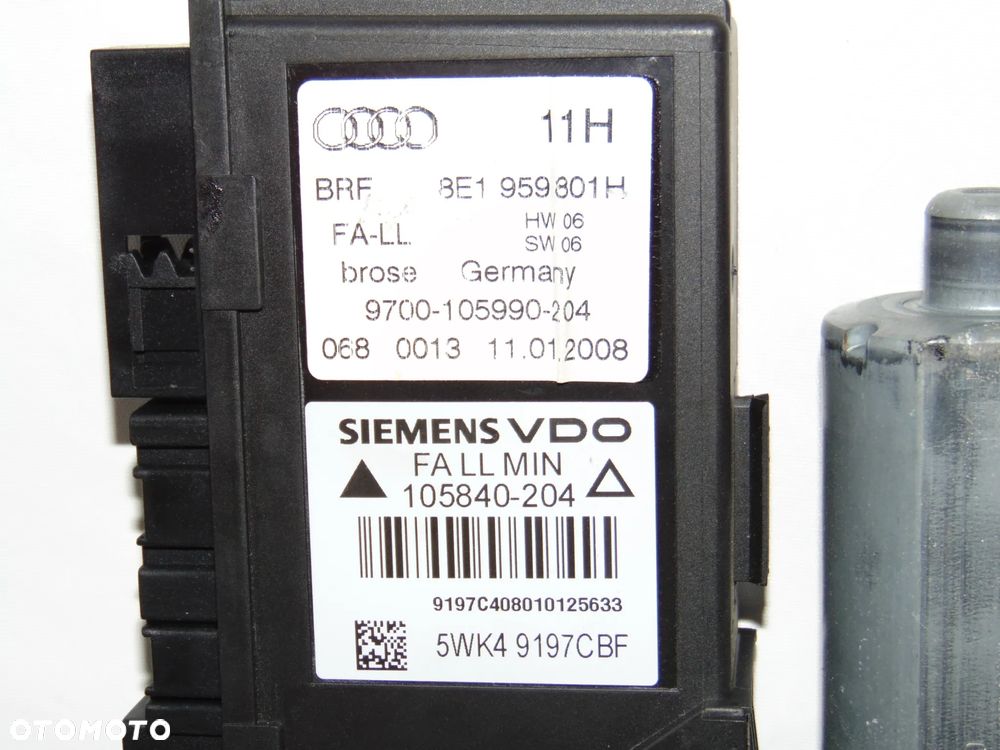 11H
BRF 8E1 959801H
FA-LL HW 06
SW 06
brose Germany
9700-105990-204
068 0013 11.01.2008
SIEMENS VDO
FA LL MIN
105840-204
9197C408010125633
5WK4 9197CBF
OTOMOTO